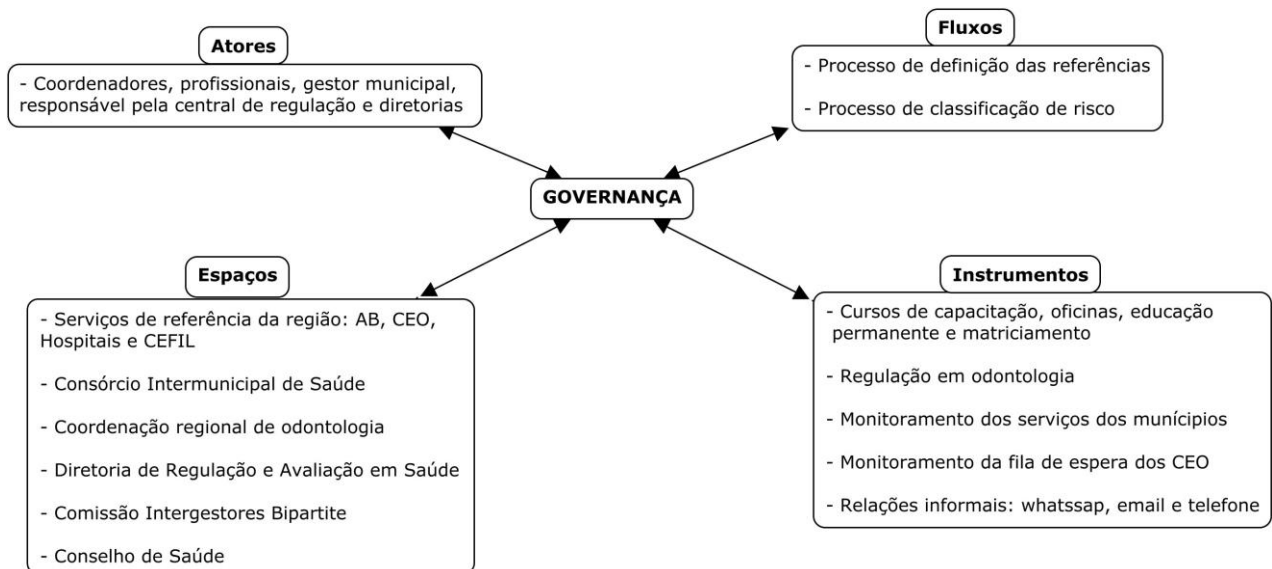 Atores
- Coordenadores, profissionais, gestor municipal,
responsável pela central de regulação e diretorias
Fluxos
- Processo de definição das referências
- Processo de classificação de risco
GOVERNANÇA
Espaços
- Serviços de referência da região: AB, CEO,
Hospitais e CEFIL
- Consórcio Intermunicipal de Saúde
- Coordenação regional de odontologia
- Diretoria de Regulação e Avaliação em Saúde
- Comissão Intergestores Bipartite
- Conselho de Saúde
Instrumentos
- Cursos de capacitação, oficinas, educação
permanente e matriciamento
- Regulação em odontologia
- Monitoramento dos serviços dos munícipios
- Monitoramento da fila de espera dos CEO
- Relações informais: whatssap, email e telefone